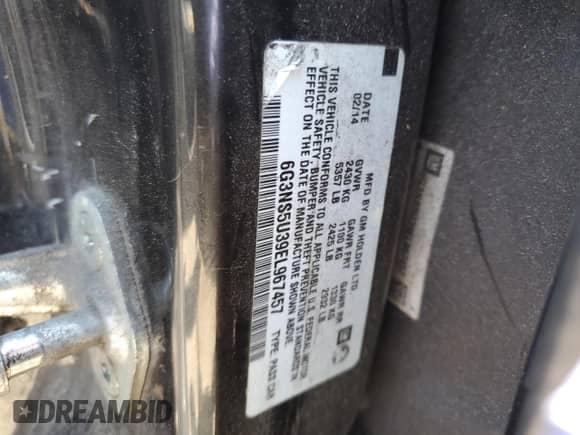 MFD BY GM HOLDEN LTD
DATE GVWR GAWR FRT GAWR RR
02/14 2430 KG 1100 KG 1330 KG
5357 LB 2425 LB 2932 LB
THIS VEHICLE CONFORMS TO ALL APPLICABLE U.S. FEDERAL MOTOR
VEHICLE SAFETY, BUMPER AND THEFT PREVENTION STANDARDS IN
EFFECT ON THE DATE OF MANUFACTURE SHOWN ABOVE.
6G3NS5U39EL967457 TYPE: PASS CAR
DREAMBID